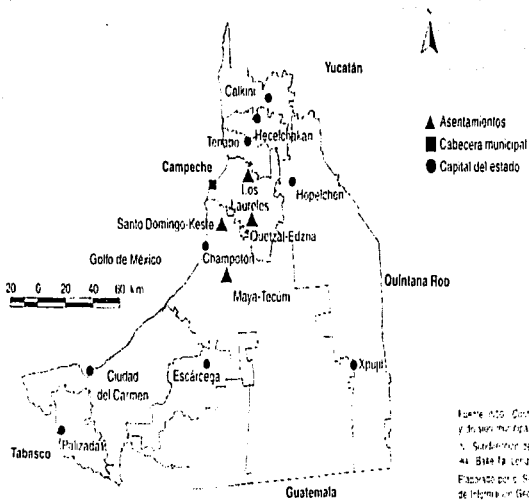 Yucatán
Calkiní
Hecelchakan
Tenabo
Asentamientos
Cabecera municipal
Capital del estado
Campeche
Los
Laureles
Hopelchen
Santo Domingo-Kesté
Quetzal-Edzna
Golfo de México
Champotón
Quintana Roo
20 0 20 40 60 km
Maya-Tecum
Ciudad
del Carmen
Escárcega
Xpujil
Tabasco
Palizada
Guatemala